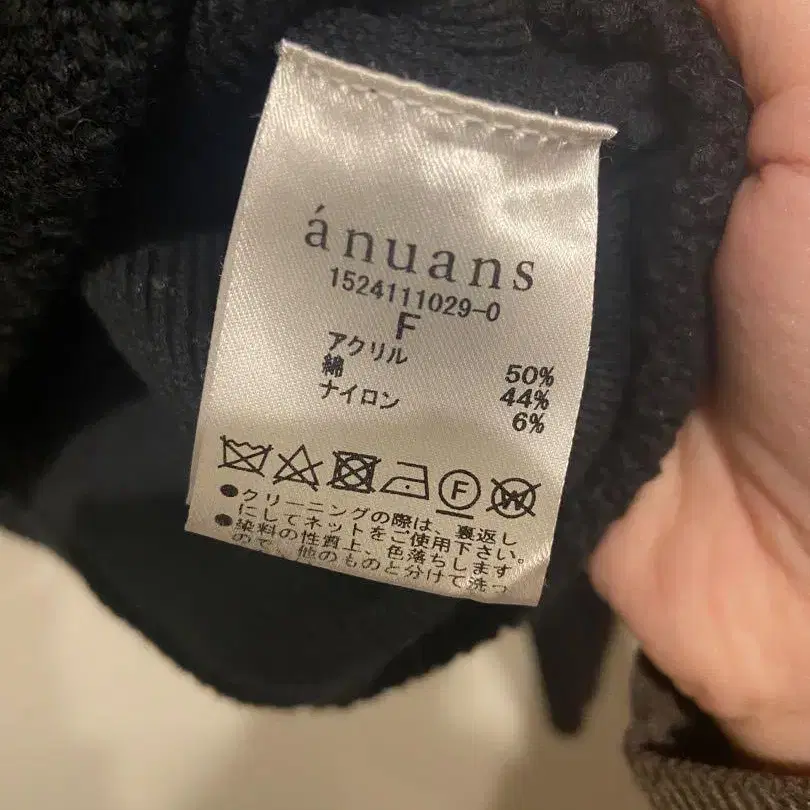 ánuans
1524111029-0
F
アクリル 50%
綿 44%
ナイロン 6%
F
W
●クリーニングの際は、裏返し
にしてネットをご使用下さい。
●染料の性質上、色落ちします
ので、他のものと分けて洗っ